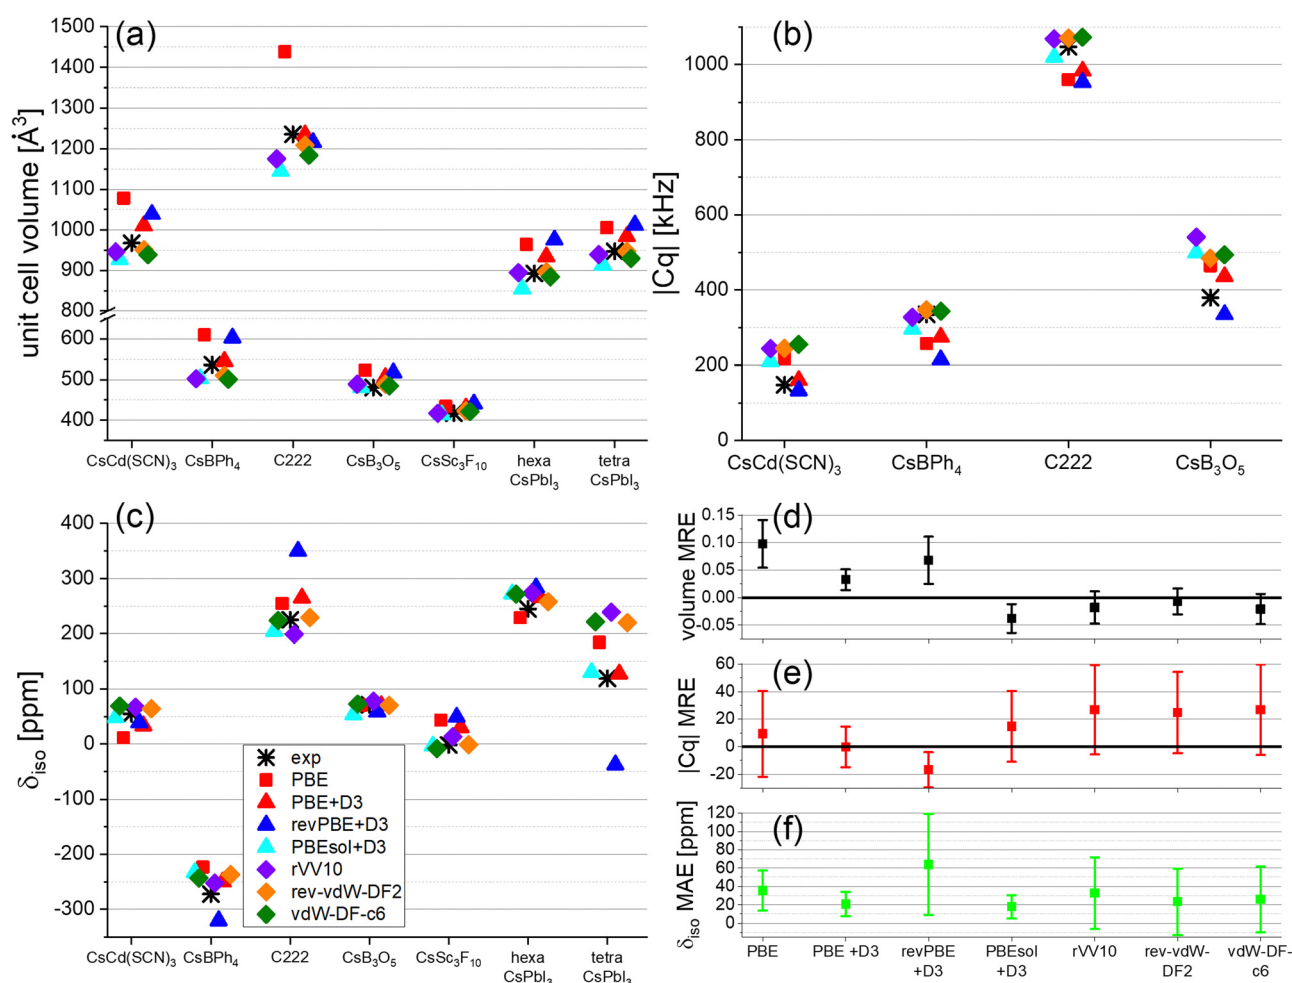 (a)
unit cell volume [Å³]
1500
1400
1300
1200
1100
1000
900
800
600
500
400
CsCd(SCN)₃
CsBPh₄
C222
CsB₃O₅
CsSc₃F₁₀
hexa
CsPbI₃
tetra
CsPbI₃
(b)
|Cq| [kHz]
1000
800
600
400
200
0
CsCd(SCN)₃
CsBPh₄
C222
CsB₃O₅
(c)
δiso [ppm]
400
300
200
100
0
-100
-200
-300
exp
PBE
PBE+D3
revPBE+D3
PBEsol+D3
rVV10
rev-vdW-DF2
vdW-DF-c6
CsCd(SCN)₃
CsBPh₄
C222
CsB₃O₅
CsSc₃F₁₀
hexa
CsPbI₃
tetra
CsPbI₃
(d)
volume MRE
0.15
0.10
0.05
0.00
-0.05
(e)
|Cq| MRE
60
40
20
0
-20
(f)
δiso MAE [ppm]
120
100
80
60
40
20
0
PBE
PBE +D3
revPBE
+D3
PBEsol
+D3
rVV10
rev-vdW-
DF2
vdW-DF-
c6